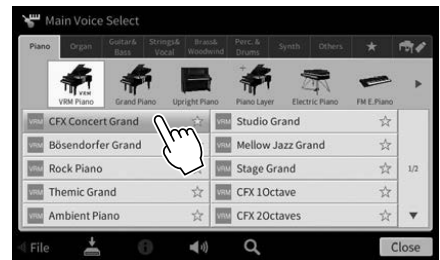 Main Voice Select
Piano Organ Guitar& Bass Strings& Vocal Brass& Woodwind Perc. & Drums Synth Others
VRM
VRM Piano Grand Piano Upright Piano Piano Layer Electric Piano FM E.Piano
VRM CFX Concert Grand VRM Studio Grand
VRM Bösendorfer Grand VRM Mellow Jazz Grand
VRM Rock Piano VRM Stage Grand 1/2
VRM Themic Grand VRM CFX 1Octave
VRM Ambient Piano VRM CFX 2Octaves
File Close